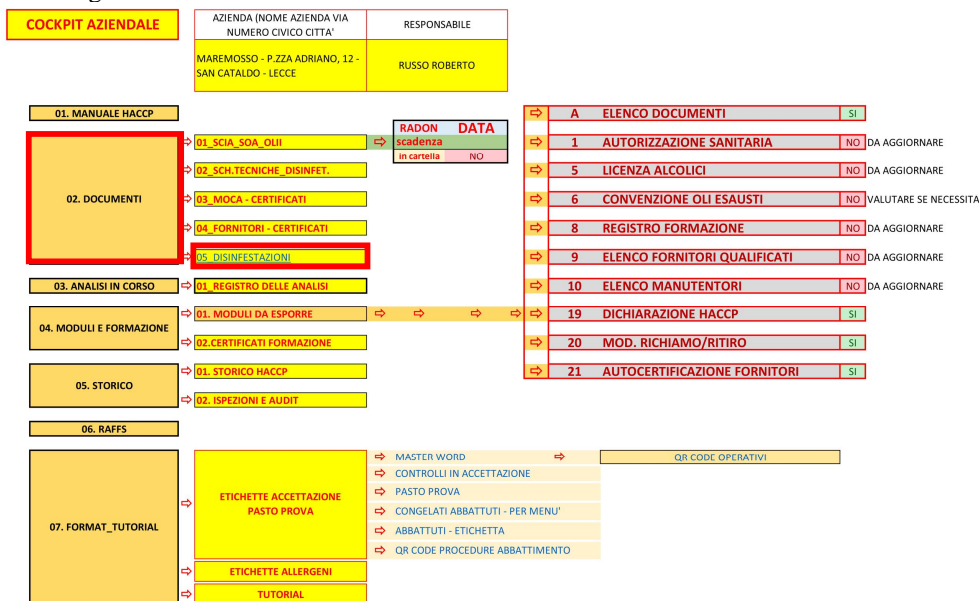 COCKPIT AZIENDALE
AZIENDA (NOME AZIENDA VIA
NUMERO CIVICO CITTA'
RESPONSABILE
MAREMOSSO - P.ZZA ADRIANO, 12 -
SAN CATALDO - LECCE
RUSSO ROBERTO
01. MANUALE HACCP
A ELENCO DOCUMENTI SI
RADON DATA
02. DOCUMENTI
01_SCIA_SOA_OLII
scadenza
1 AUTORIZZAZIONE SANITARIA NO DA AGGIORNARE
in cartella NO
02_SCH.TECNICHE_DISINFET.
5 LICENZA ALCOLICI NO DA AGGIORNARE
03_MOCA - CERTIFICATI
6 CONVENZIONE OLI ESAUSTI NO VALUTARE SE NECESSITA
04_FORNITORI - CERTIFICATI
8 REGISTRO FORMAZIONE NO DA AGGIORNARE
05_DISINFESTAZIONI
9 ELENCO FORNITORI QUALIFICATI NO DA AGGIORNARE
03. ANALISI IN CORSO
01_REGISTRO DELLE ANALISI
10 ELENCO MANUTENTORI NO DA AGGIORNARE
04. MODULI E FORMAZIONE
01. MODULI DA ESPORRE
19 DICHIARAZIONE HACCP SI
02.CERTIFICATI FORMAZIONE
20 MOD. RICHIAMO/RITIRO SI
05. STORICO
01. STORICO HACCP
21 AUTOCERTIFICAZIONE FORNITORI SI
02. ISPEZIONI E AUDIT
06. RAFFS
07. FORMAT_TUTORIAL
ETICHETTE ACCETTAZIONE
PASTO PROVA
MASTER WORD
QR CODE OPERATIVI
CONTROLLI IN ACCETTAZIONE
PASTO PROVA
CONGELATI ABBATTUTI - PER MENU'
ABBATTUTI - ETICHETTA
QR CODE PROCEDURE ABBATTIMENTO
ETICHETTE ALLERGENI
TUTORIAL